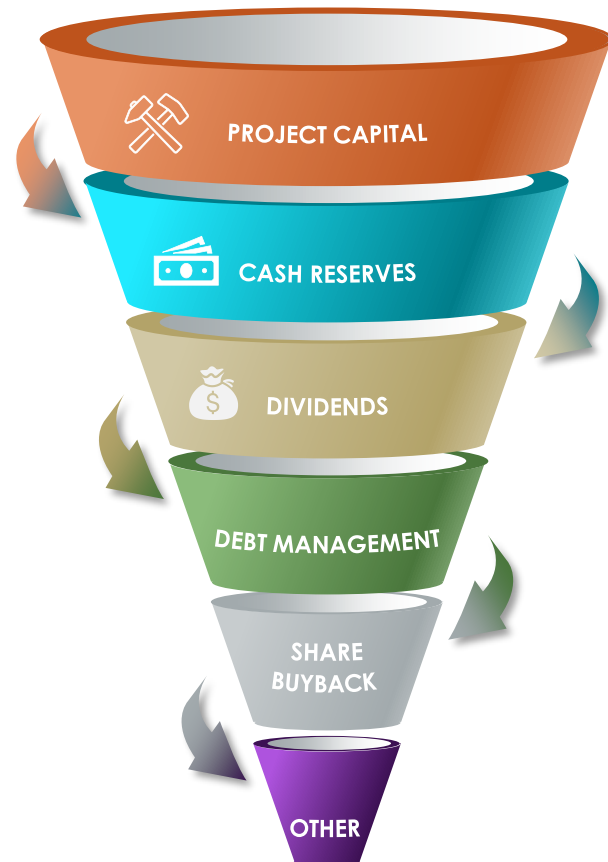 PROJECT CAPITAL
CASH RESERVES
$
DIVIDENDS
DEBT MANAGEMENT
SHARE
BUYBACK
OTHER